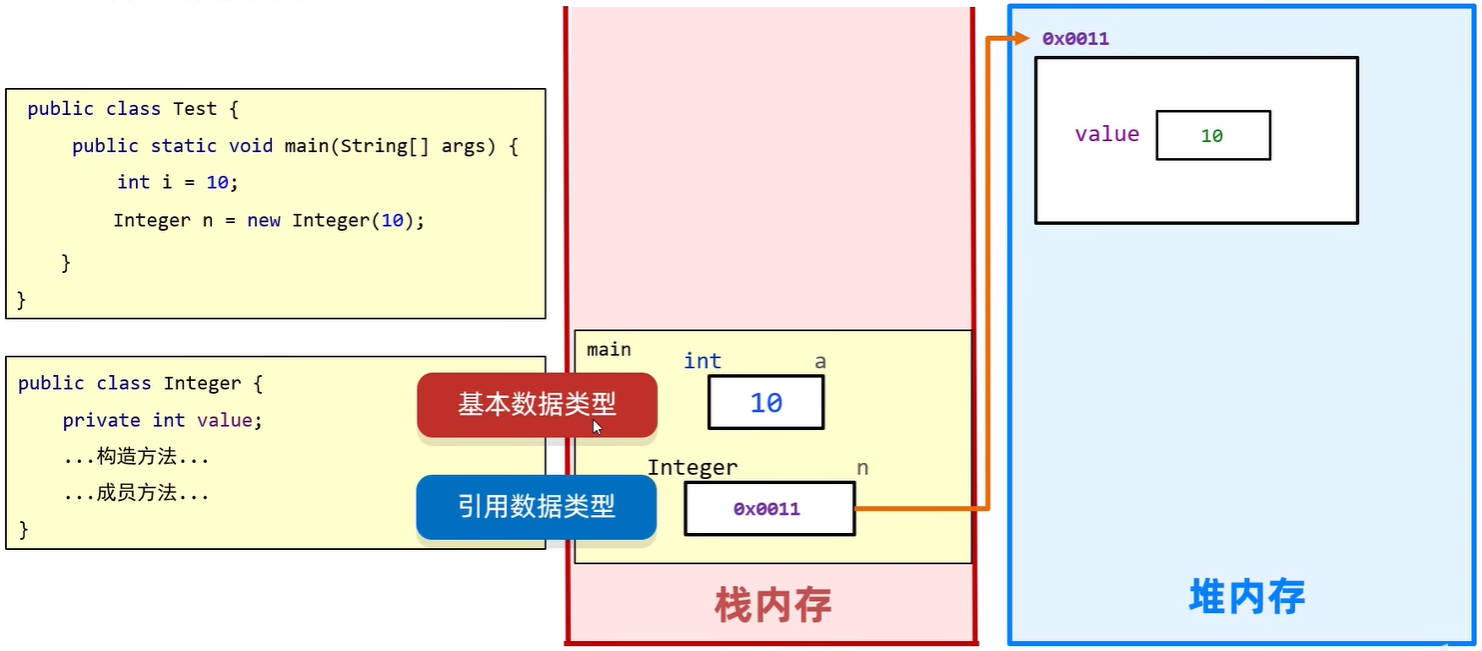 public class Test {
public static void main(String[] args) {
int i = 10;
Integer n = new Integer(10);
}
}
public class Integer {
private int value;
...构造方法...
...成员方法...
}
基本数据类型
引用数据类型
main
int a
10
Integer n
0x0011
栈内存
0x0011
value 10
堆内存